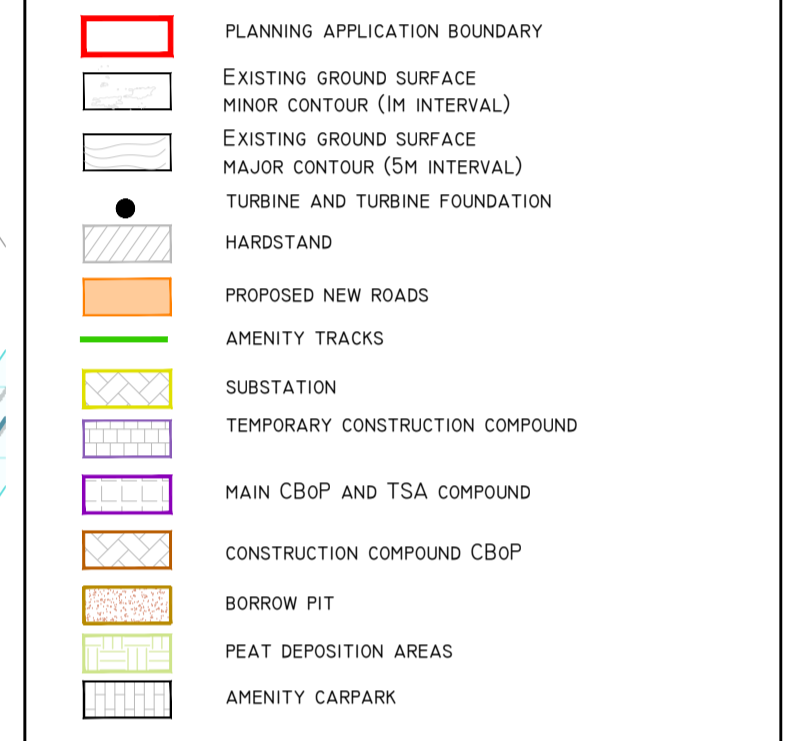 PLANNING APPLICATION BOUNDARY
EXISTING GROUND SURFACE
MINOR CONTOUR (1M INTERVAL)
EXISTING GROUND SURFACE
MAJOR CONTOUR (5M INTERVAL)
TURBINE AND TURBINE FOUNDATION
HARDSTAND
PROPOSED NEW ROADS
AMENITY TRACKS
SUBSTATION
TEMPORARY CONSTRUCTION COMPOUND
MAIN CBOP AND TSA COMPOUND
CONSTRUCTION COMPOUND CBOP
BORROW PIT
PEAT DEPOSITION AREAS
AMENITY CARPARK